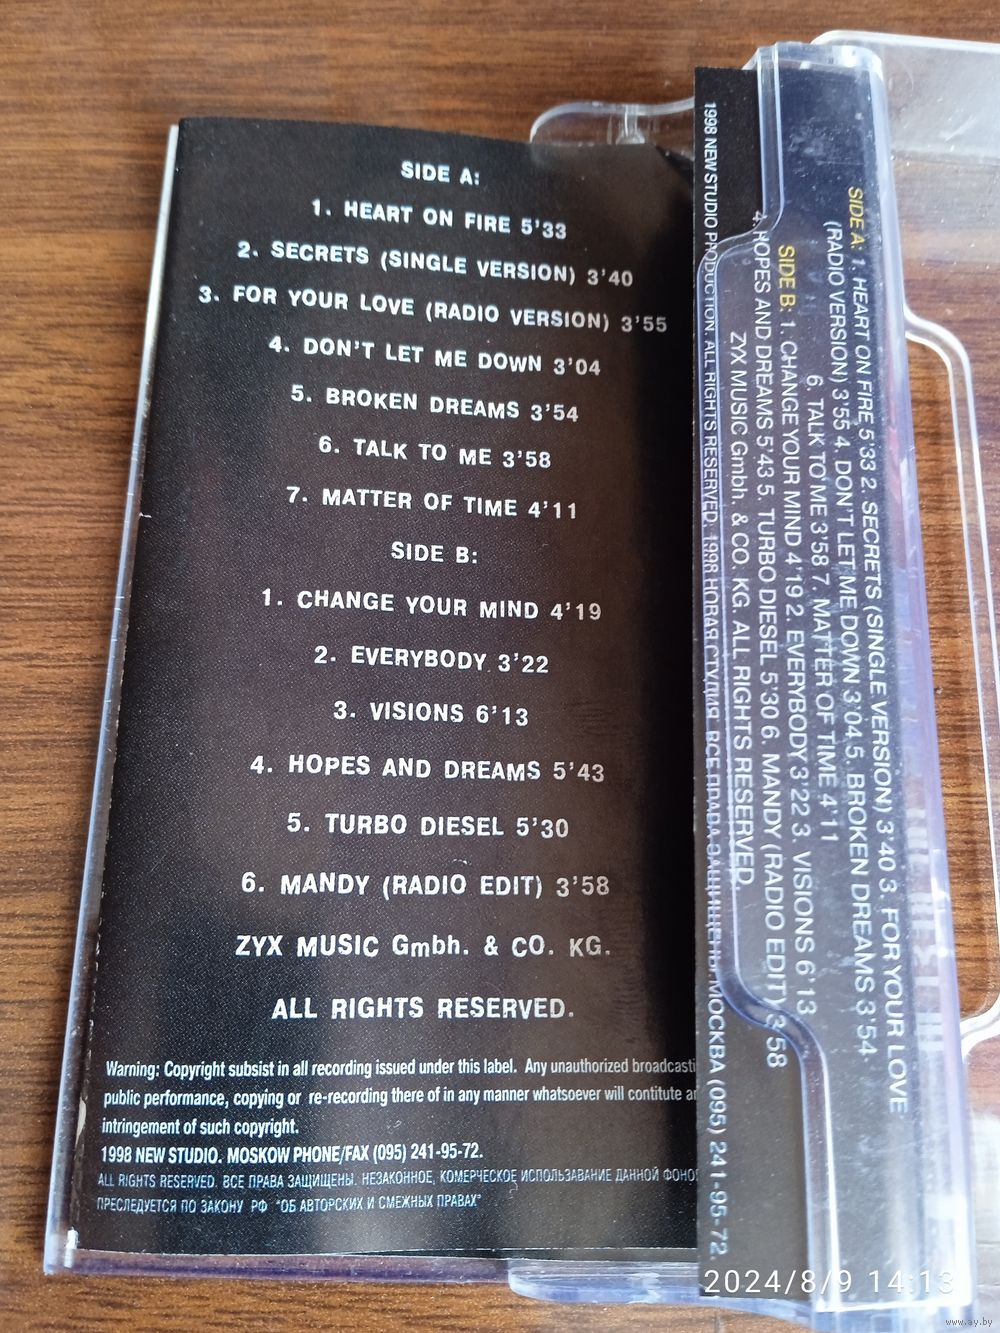 SIDE A:
1. HEART ON FIRE 5'33
2. SECRETS (SINGLE VERSION) 3'40
3. FOR YOUR LOVE (RADIO VERSION) 3'55
4. DON'T LET ME DOWN 3'04
5. BROKEN DREAMS 3'54
6. TALK TO ME 3'58
7. MATTER OF TIME 4'11
SIDE B:
1. CHANGE YOUR MIND 4'19
2. EVERYBODY 3'22
3. VISIONS 6'13
4. HOPES AND DREAMS 5'43
5. TURBO DIESEL 5'30
6. MANDY (RADIO EDIT) 3'58
ZYX MUSIC Gmbh. & CO. KG.
ALL RIGHTS RESERVED.
Warning: Copyright subsist in all recording issued under this label. Any unauthorized broadcasti
public performance, copying or re-recording there of in any manner whatsoever will contitute an
intringement of such copyright.
1998 NEW STUDIO. MOSKOW PHONE/FAX (095) 241-95-72.
ALL RIGHTS RESERVED. ВСЕ ПРАВА ЗАЩИЩЕНЫ. НЕЗАКОННОЕ, КОМЕРЧЕСКОЕ ИСПОЛЬЗАВАНИЕ ДАННОЙ ФОНО
ПРЕСЛЕДУЕТСЯ ПО ЗАКОНУ РФ "ОБ АВТОРСКИХ И СМЕЖНЫХ ПРАВАХ"
SIDE A: 1. HEART ON FIRE 5'33 2. SECRETS (SINGLE VERSION) 3'40 3. FOR YOUR LOVE
(RADIO VERSION) 3'55 4. DON'T LET ME DOWN 3'04 5. BROKEN DREAMS 3'54
6. TALK TO ME 3'58 7. MATTER OF TIME 4'11
SIDE B: 1. CHANGE YOUR MIND 4'19 2. EVERYBODY 3'22 3. VISIONS 6'13
4. HOPES AND DREAMS 5'43 5. TURBO DIESEL 5'30 6. MANDY (RADIO EDIT) 3'58
ZYX MUSIC Gmbh. & CO. KG. ALL RIGHTS RESERVED.
1998 NEW STUDIO PRODUCTION. ALL RIGHTS RESERVED. 1998 НОВАЯ СТУДИЯ. ВСЕ ПРАВА ЗАЩИЩЕНЫ. МОСКВА (095) 241-95-72
2024/8/9 14:13
www.ay.by